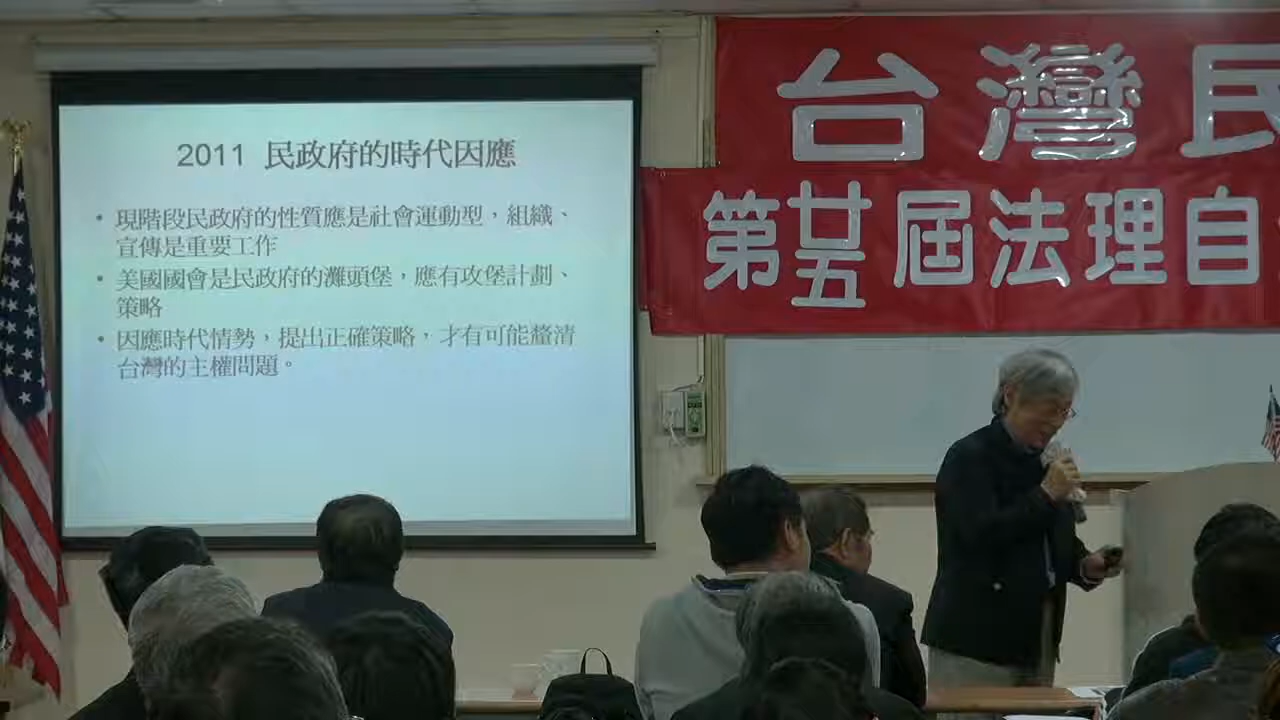 台灣民
第廿五屆法理自
2011 民政府的時代因應
• 現階段民政府的性質應是社會運動型，組織、
宣傳是重要工作
• 美國國會是民政府的灘頭堡，應有攻堡計劃、
策略
• 因應時代情勢，提出正確策略，才有可能釐清
台灣的主權問題。